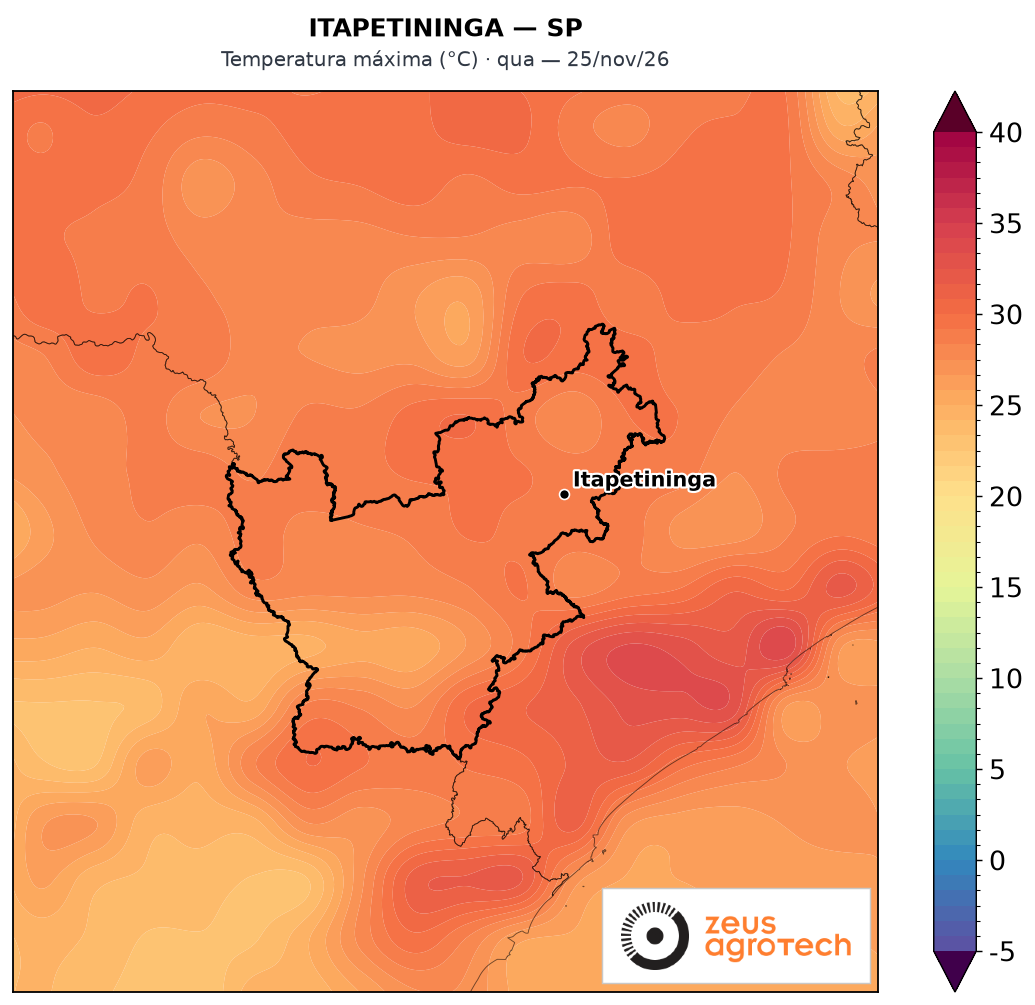 ITAPETININGA — SP
Temperatura máxima (°C) · qua — 25/nov/26
40
35
30
25
20
15
10
5
0
-5
Itapetininga
zeus
agrotech